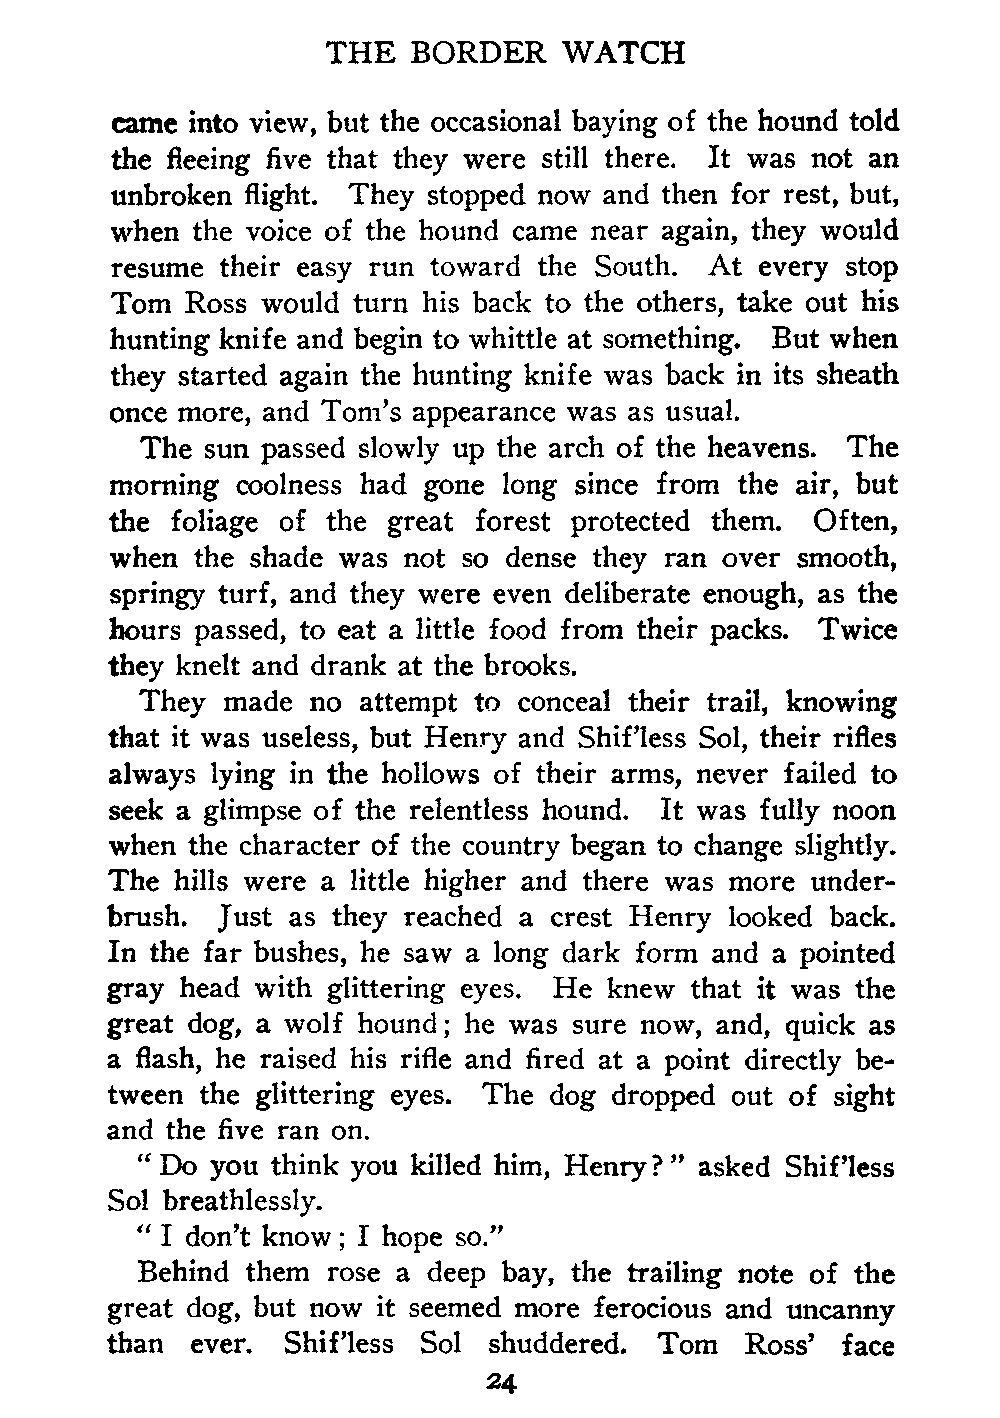 THE BORDER WATCH
came into view, but the occasional baying of the hound told
the fleeing five that they were still there. It was not an
unbroken flight. They stopped now and then for rest, but,
when the voice of the hound came near again, they would
resume their easy run toward the South. At every stop
Tom Ross would turn his back to the others, take out his
hunting knife and begin to whittle at something. But when
they started again the hunting knife was back in its sheath
once more, and Tom's appearance was as usual.
The sun passed slowly up the arch of the heavens. The
morning coolness had gone long since from the air, but
the foliage of the great forest protected them. Often,
when the shade was not so dense they ran over smooth,
springy turf, and they were even deliberate enough, as the
hours passed, to eat a little food from their packs. Twice
they knelt and drank at the brooks.
They made no attempt to conceal their trail, knowing
that it was useless, but Henry and Shif'less Sol, their rifles
always lying in the hollows of their arms, never failed to
seek a glimpse of the relentless hound. It was fully noon
when the character of the country began to change slightly.
The hills were a little higher and there was more under-
brush. Just as they reached a crest Henry looked back.
In the far bushes, he saw a long dark form and a pointed
gray head with glittering eyes. He knew that it was the
great dog, a wolf hound; he was sure now, and, quick as
a flash, he raised his rifle and fired at a point directly be-
tween the glittering eyes. The dog dropped out of sight
and the five ran on.
"Do you think you killed him, Henry?" asked Shif'less
Sol breathlessly.
"I don't know; I hope so."
Behind them rose a deep bay, the trailing note of the
great dog, but now it seemed more ferocious and uncanny
than ever. Shif'less Sol shuddered. Tom Ross' face
24